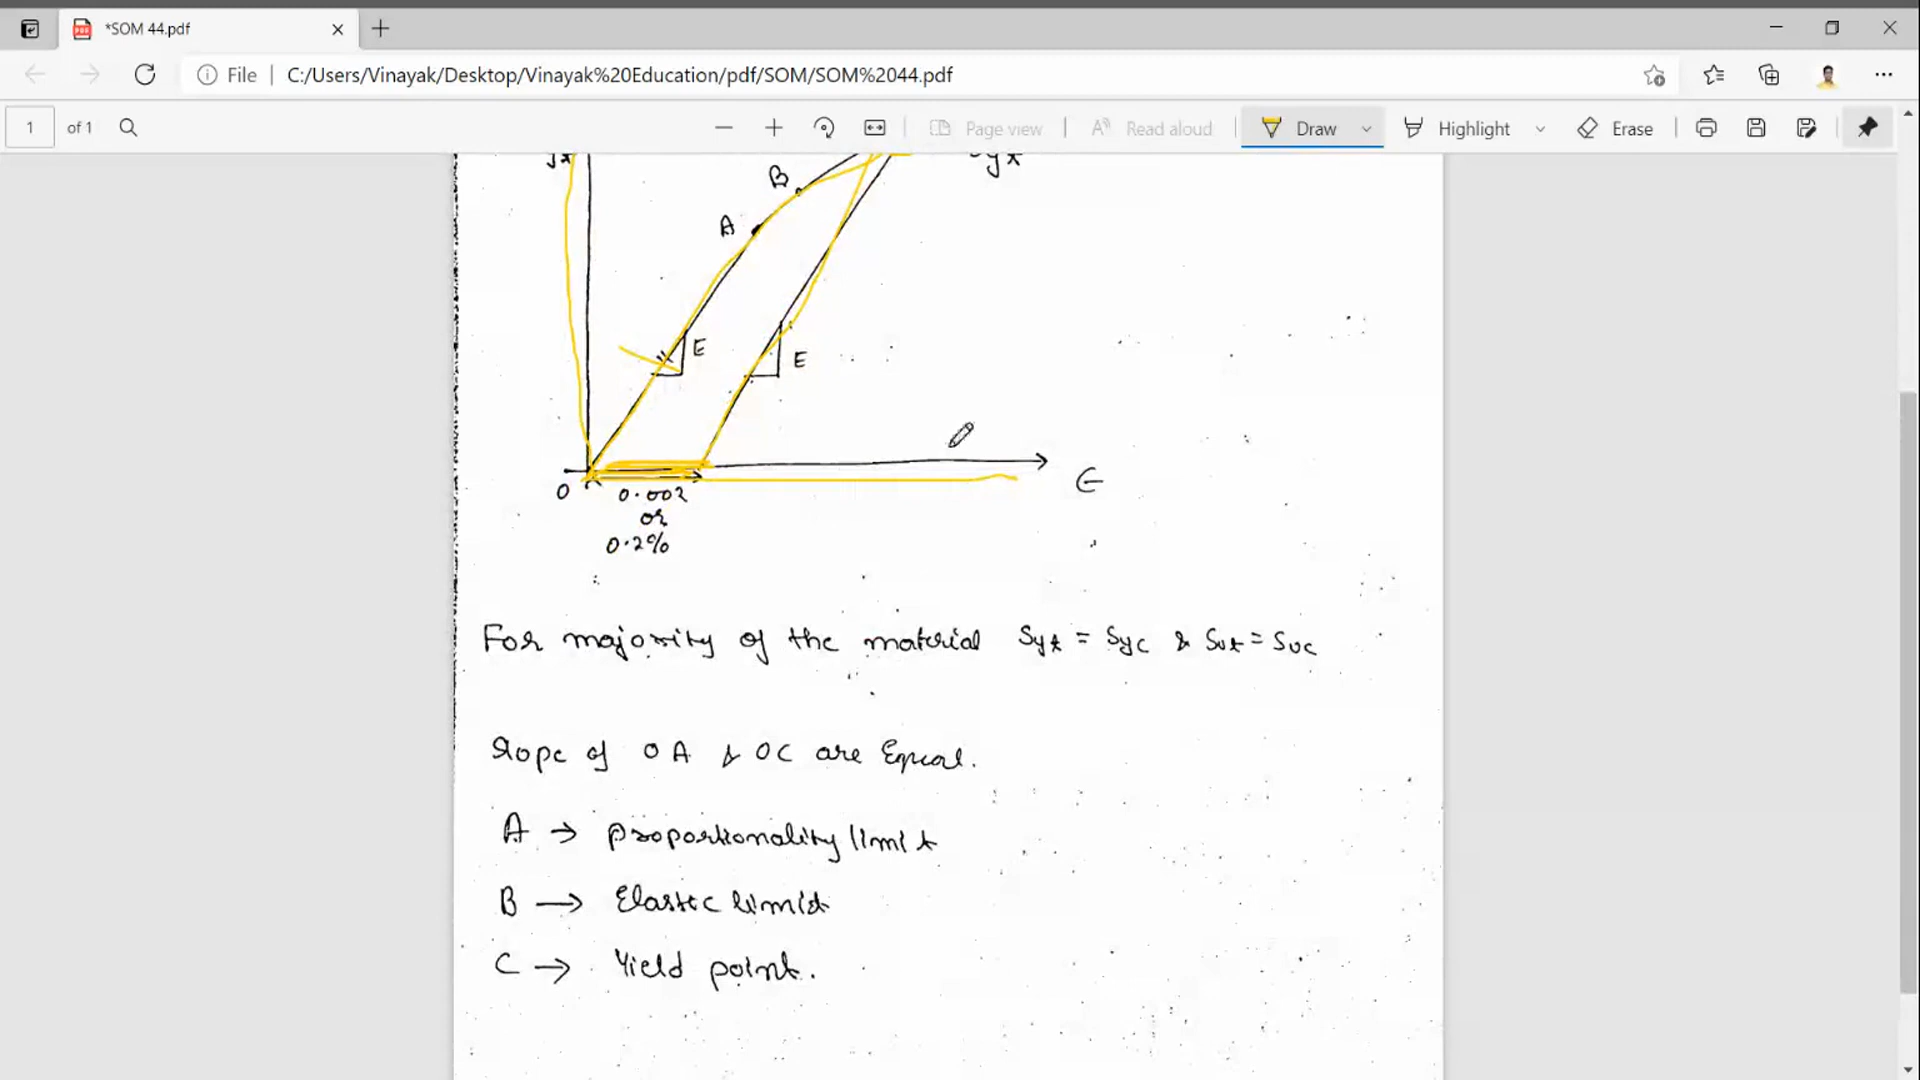 *SOM 44.pdf
File
C:/Users/Vinayak/Desktop/Vinayak%20Education/pdf/SOM/SOM%2044.pdf
1 of 1
Page view
Read aloud
Draw
Highlight
Erase
Syt
B
A
E
E
O
0.002
or
0.2%
ϵ
For majority of the material Syt = Syc & Sut = Suc
Slope of OA & OC are Equal.
A → proportionality limit
B → Elastic limit
C → Yield point.